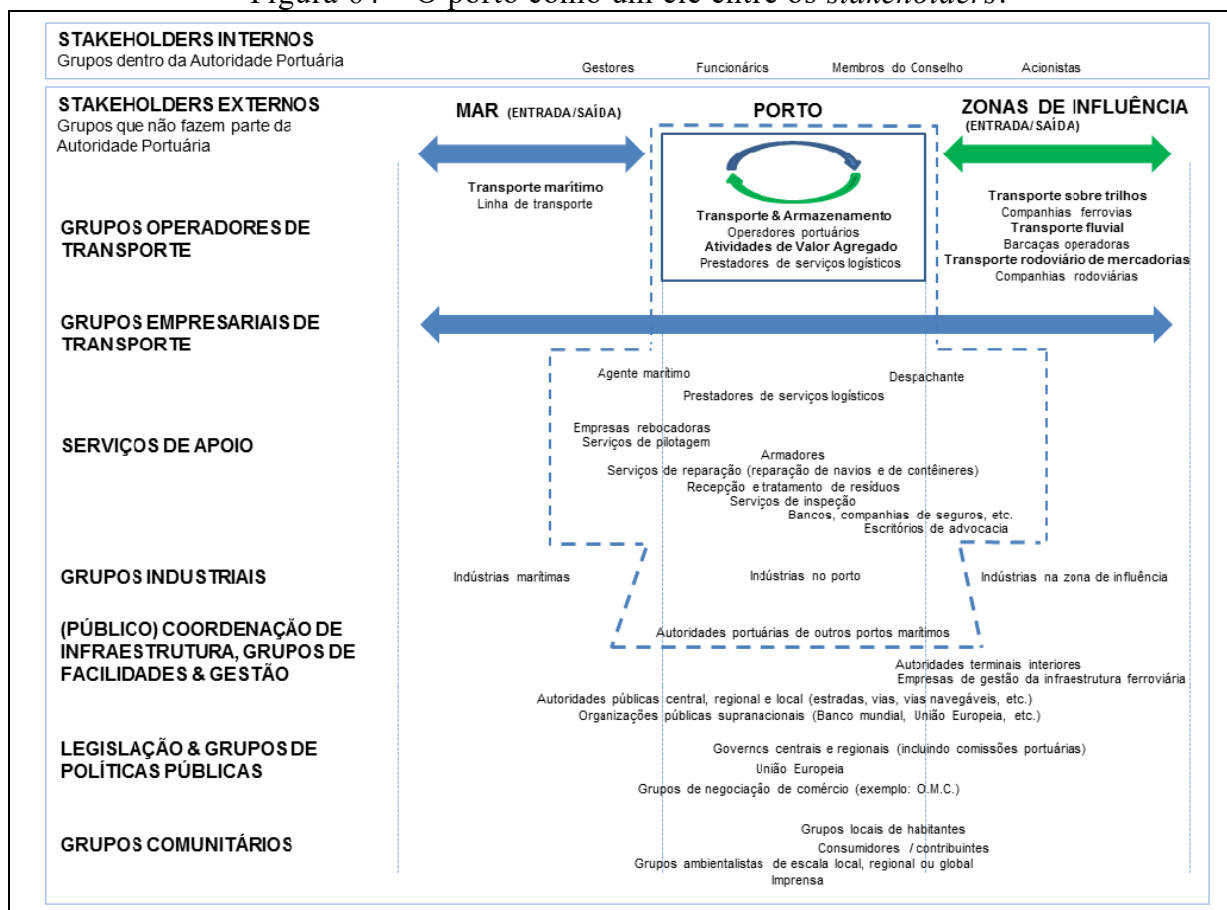 Figura 04 – O porto como um elo entre os stakeholders.
STAKEHOLDERS INTERNOS
Grupos dentro da Autoridade Portuária
Gestores Funcionários Membros do Conselho Acionistas
STAKEHOLDERS EXTERNOS
Grupos que não fazem parte da
Autoridade Portuária
MAR (ENTRADA/SAÍDA)
PORTO
ZONAS DE INFLUÊNCIA
(ENTRADA/SAÍDA)
GRUPOS OPERADORES DE
TRANSPORTE
Transporte marítimo
Linha de transporte
Transporte & Armazenamento
Operadores portuários
Atividades de Valor Agregado
Prestadores de serviços logísticos
Transporte sobre trilhos
Companhias ferrovias
Transporte fluvial
Barcaças operadoras
Transporte rodoviário de mercadorias
Companhias rodoviárias
GRUPOS EMPRESARIAIS DE
TRANSPORTE
Agente marítimo
Despachante
Prestadores de serviços logísticos
SERVIÇOS DE APOIO
Empresas rebocadoras
Serviços de pilotagem
Armadores
Serviços de reparação (reparação de navios e de contêineres)
Recepção e tratamento de resíduos
Serviços de inspeção
Bancos, companhias de seguros, etc.
Escritórios de advocacia
GRUPOS INDUSTRIAIS
Indústrias marítimas
Indústrias no porto
Indústrias na zona de influência
(PÚBLICO) COORDENAÇÃO DE
INFRAESTRUTURA, GRUPOS DE
FACILIDADES & GESTÃO
Autoridades portuárias de outros portos marítimos
Autoridades terminais interiores
Empresas de gestão da infraestrutura ferroviária
Autoridades públicas central, regional e local (estradas, vias, vias navegáveis, etc.)
Organizações públicas supranacionais (Banco mundial, União Europeia, etc.)
LEGISLAÇÃO & GRUPOS DE
POLÍTICAS PÚBLICAS
Governos centrais e regionais (incluindo comissões portuárias)
União Europeia
Grupos de negociação de comércio (exemplo: O.M.C.)
GRUPOS COMUNITÁRIOS
Grupos locais de habitantes
Consumidores / contribuintes
Grupos ambientalistas de escala local, regional ou global
Imprensa